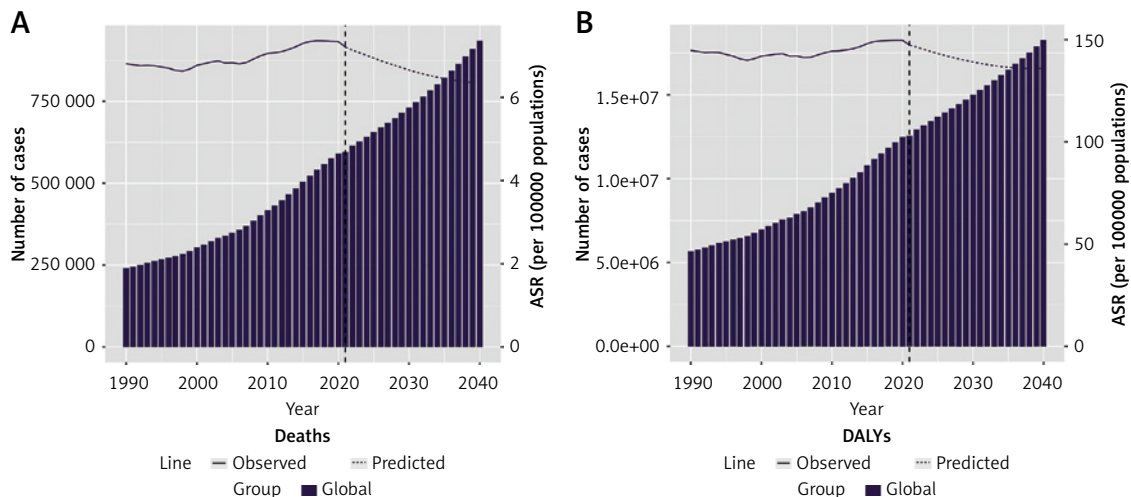 A
Number of cases
750 000
500 000
250 000
0
6
4
2
0
ASR (per 100000 populations)
1990 2000 2010 2020 2030 2040
Year
Deaths
Line Observed Predicted
Group Global
B
Number of cases
1.5e+07
1.0e+07
5.0e+06
0.0e+00
150
100
50
0
ASR (per 100000 populations)
1990 2000 2010 2020 2030 2040
Year
DALYs
Line Observed Predicted
Group Global